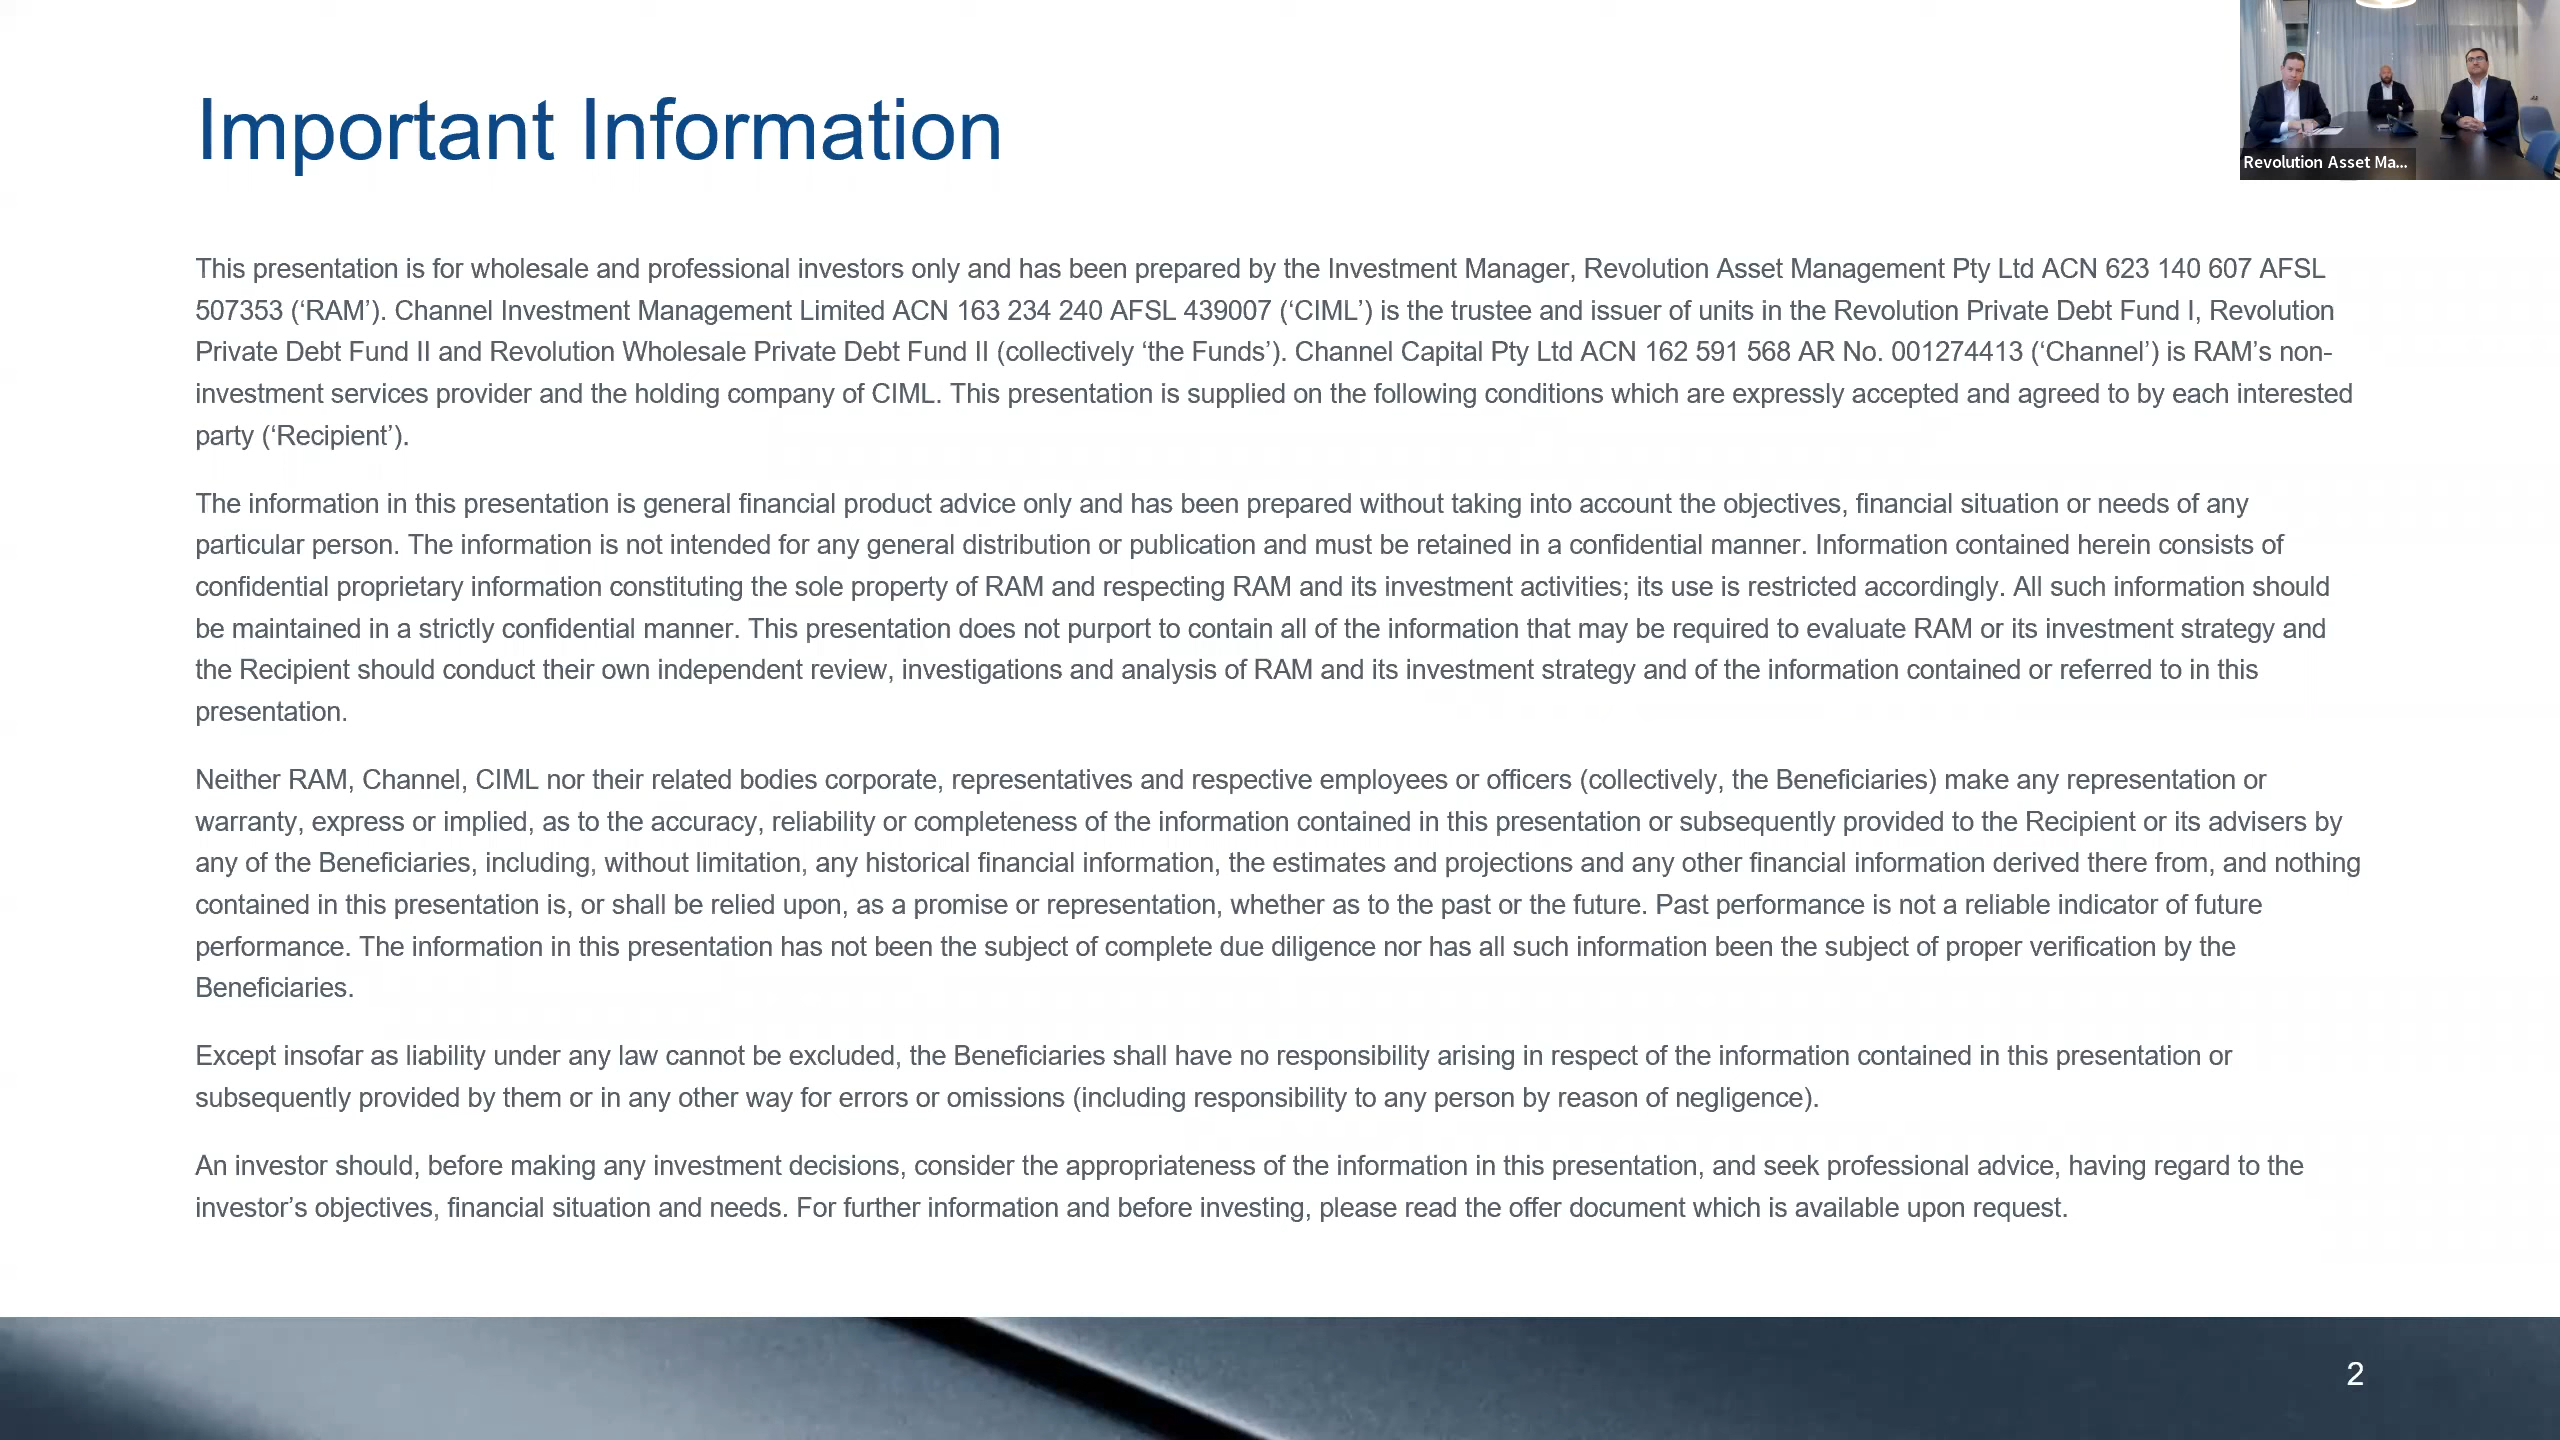 Important Information
Revolution Asset Ma...
This presentation is for wholesale and professional investors only and has been prepared by the Investment Manager, Revolution Asset Management Pty Ltd ACN 623 140 607 AFSL
507353 (‘RAM’). Channel Investment Management Limited ACN 163 234 240 AFSL 439007 (‘CIML’) is the trustee and issuer of units in the Revolution Private Debt Fund I, Revolution
Private Debt Fund II and Revolution Wholesale Private Debt Fund II (collectively ‘the Funds’). Channel Capital Pty Ltd ACN 162 591 568 AR No. 001274413 (‘Channel’) is RAM’s non-
investment services provider and the holding company of CIML. This presentation is supplied on the following conditions which are expressly accepted and agreed to by each interested
party (‘Recipient’).
The information in this presentation is general financial product advice only and has been prepared without taking into account the objectives, financial situation or needs of any
particular person. The information is not intended for any general distribution or publication and must be retained in a confidential manner. Information contained herein consists of
confidential proprietary information constituting the sole property of RAM and respecting RAM and its investment activities; its use is restricted accordingly. All such information should
be maintained in a strictly confidential manner. This presentation does not purport to contain all of the information that may be required to evaluate RAM or its investment strategy and
the Recipient should conduct their own independent review, investigations and analysis of RAM and its investment strategy and of the information contained or referred to in this
presentation.
Neither RAM, Channel, CIML nor their related bodies corporate, representatives and respective employees or officers (collectively, the Beneficiaries) make any representation or
warranty, express or implied, as to the accuracy, reliability or completeness of the information contained in this presentation or subsequently provided to the Recipient or its advisers by
any of the Beneficiaries, including, without limitation, any historical financial information, the estimates and projections and any other financial information derived there from, and nothing
contained in this presentation is, or shall be relied upon, as a promise or representation, whether as to the past or the future. Past performance is not a reliable indicator of future
performance. The information in this presentation has not been the subject of complete due diligence nor has all such information been the subject of proper verification by the
Beneficiaries.
Except insofar as liability under any law cannot be excluded, the Beneficiaries shall have no responsibility arising in respect of the information contained in this presentation or
subsequently provided by them or in any other way for errors or omissions (including responsibility to any person by reason of negligence).
An investor should, before making any investment decisions, consider the appropriateness of the information in this presentation, and seek professional advice, having regard to the
investor’s objectives, financial situation and needs. For further information and before investing, please read the offer document which is available upon request.
2